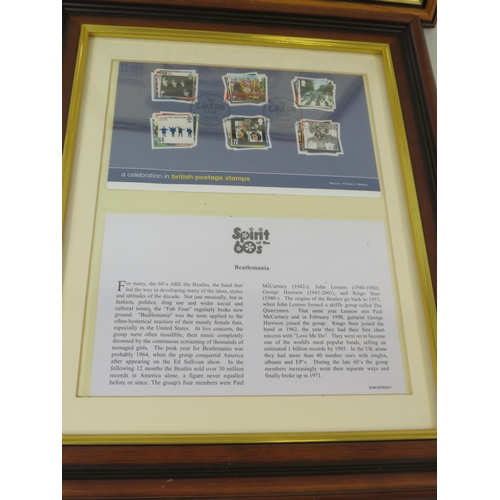 CAVERN
a celebration in british postage stamps
Spirit
of the
60s
Beatlemania
For many, the 60's ARE the Beatles, the band that
led the way in developing many of the ideas, styles
and attitudes of the decade. Not just musically, but in
fashion, politics, drug use and wider social and
cultural issues, the "Fab Four" regularly broke new
ground. "Beatlemania" was the term applied to the
often-hysterical reaction of their mainly female fans,
especially in the United States. At live concerts, the
group were often inaudible, their music completely
drowned by the continuous screaming of thousands of
teenaged girls. The peak year for Beatlemania was
probably 1964, when the group conquered America
after appearing on the Ed Sullivan show. In the
following 12 months the Beatles sold over 30 million
records in America alone, a figure never equalled
before or since. The group's four members were Paul
McCartney (1942-), John Lennon (1940-1980),
George Harrison (1943-2001), and Ringo Starr
(1940-). The origins of the Beatles go back to 1957,
when John Lennon formed a skiffle group called The
Quarrymen. That same year Lennon met Paul
McCartney and in February 1958, guitarist George
Harrison joined the group. Ringo Starr joined the
band in 1962, the year they had their first chart
success with "Love Me Do". They went on to become
one of the world's most popular bands, selling an
estimated 1 billion records by 1985. In the UK alone
they had more than 40 number ones with singles,
albums and EP's. During the late 60's the group
members increasingly went their separate ways and
finally broke up in 1971.